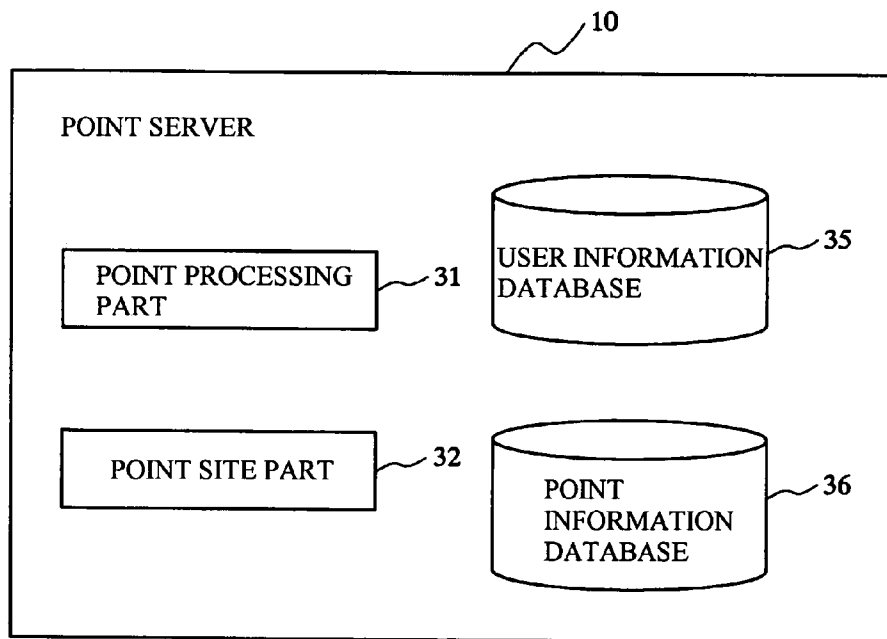 10
POINT SERVER
POINT PROCESSING
PART
31
USER INFORMATION
DATABASE
35
POINT SITE PART
32
POINT
INFORMATION
DATABASE
36